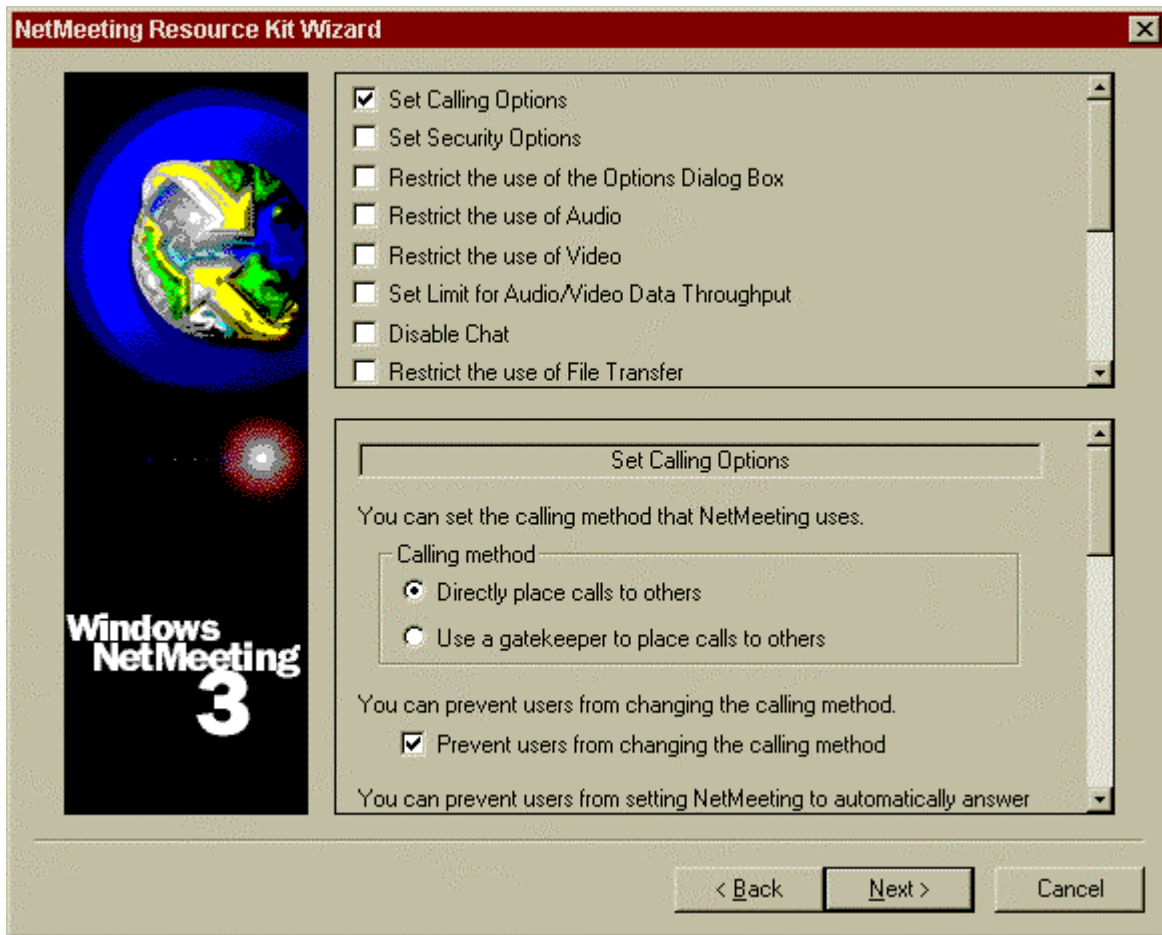 NetMeeting Resource Kit Wizard
Set Calling Options
Set Security Options
Restrict the use of the Options Dialog Box
Restrict the use of Audio
Restrict the use of Video
Set Limit for Audio/Video Data Throughput
Disable Chat
Restrict the use of File Transfer
Set Calling Options
You can set the calling method that NetMeeting uses.
Calling method
Directly place calls to others
Use a gatekeeper to place calls to others
You can prevent users from changing the calling method.
Prevent users from changing the calling method
You can prevent users from setting NetMeeting to automatically answer
Windows
NetMeeting
3
< Back
Next >
Cancel